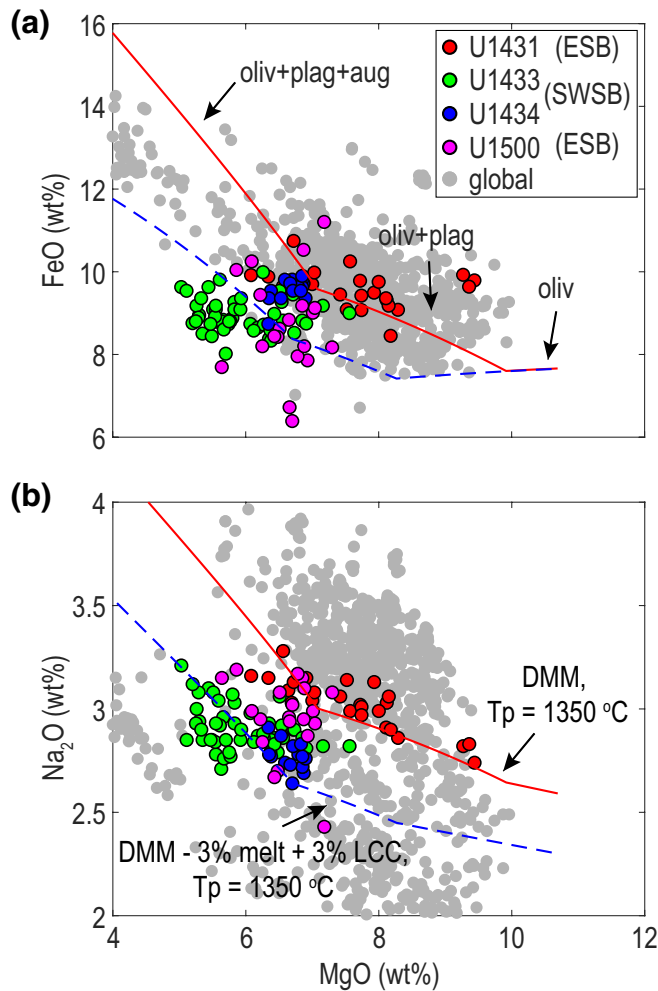 (a)
16
14
12
10
8
6
FeO (wt%)
oliv+plag+aug
U1431 (ESB)
U1433
(SWSB)
U1434
U1500 (ESB)
global
oliv+plag
oliv
(b)
4
3.5
3
2.5
2
Na₂O (wt%)
DMM,
Tp = 1350 ºC
DMM - 3% melt + 3% LCC,
Tp = 1350 ºC
4 6 8 10 12
MgO (wt%)